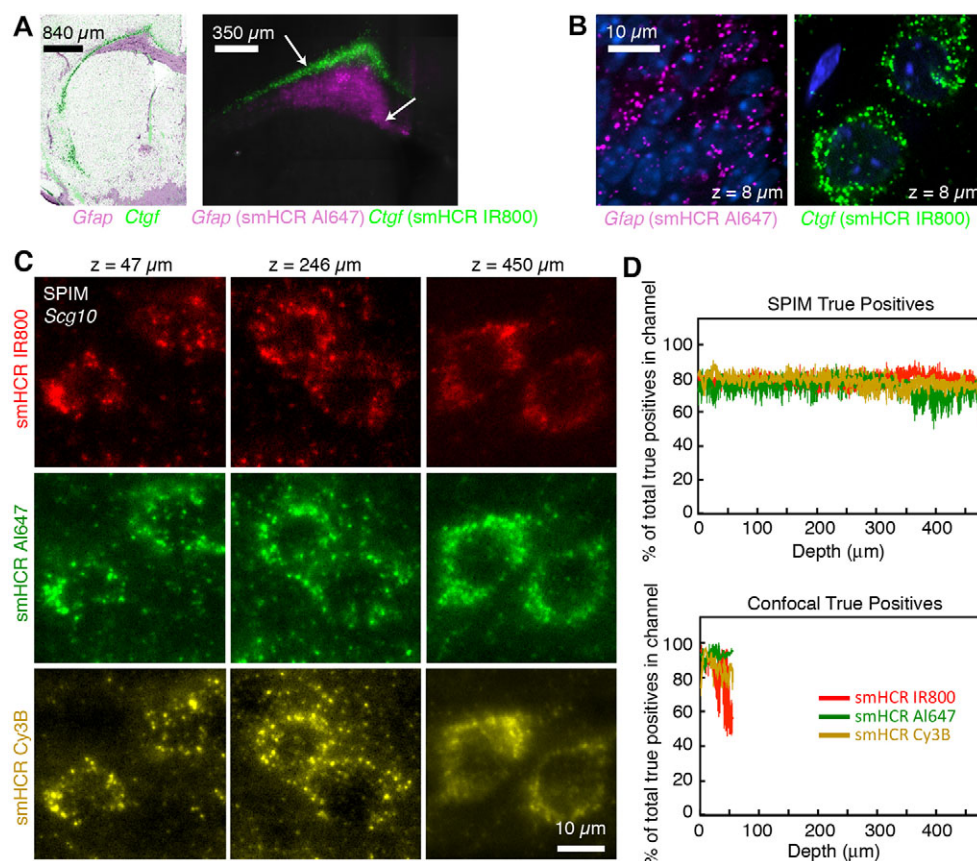 A
840 µm
350 µm
Gfap Ctgf
Gfap (smHCR Al647) Ctgf (smHCR IR800)
B
10 µm
z = 8 µm
z = 8 µm
Gfap (smHCR Al647)
Ctgf (smHCR IR800)
C
z = 47 µm
z = 246 µm
z = 450 µm
SPIM
Scg10
smHCR IR800
smHCR Al647
smHCR Cy3B
10 µm
D
SPIM True Positives
% of total true positives in channel
100
80
60
40
20
0
0 100 200 300 400
Depth (µm)
Confocal True Positives
% of total true positives in channel
100
80
60
40
20
0
smHCR IR800
smHCR Al647
smHCR Cy3B
0 100 200 300 400
Depth (µm)